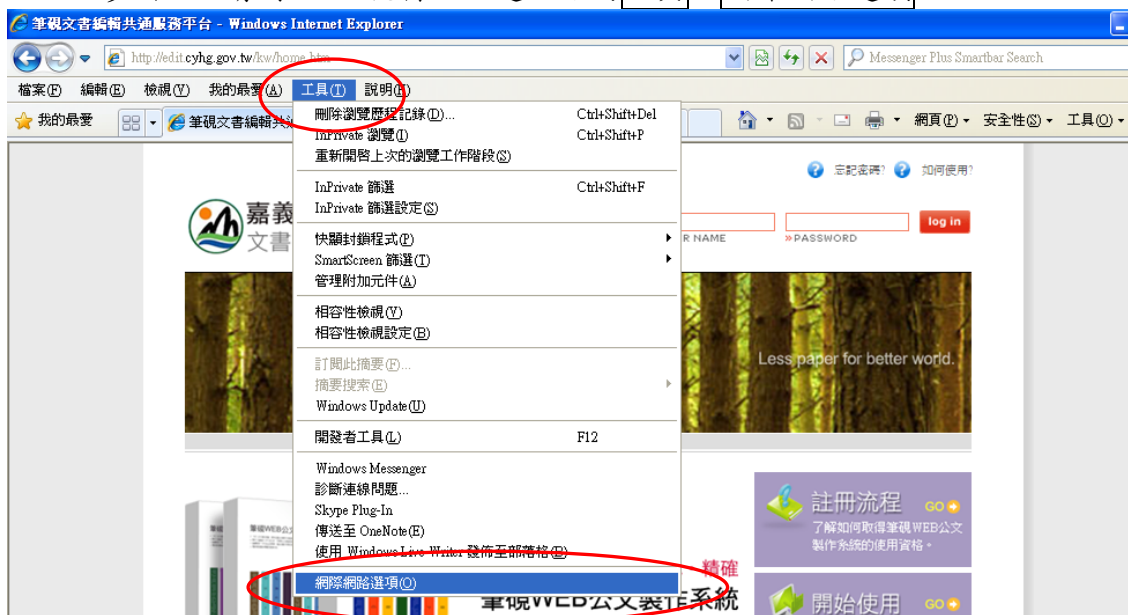 筆硯文書編輯共通服務平台 - Windows Internet Explorer
http://edit.cyhg.gov.tw/kw/home.htm
Messenger Plus Smartbar Search
檔案(F) 編輯(E) 檢視(V) 我的最愛(A) 工具(T) 說明(H)
我的最愛
筆硯文書編輯共
網頁(P) 安全性(S) 工具(O)
刪除瀏覽歷程記錄(D)... Ctrl+Shift+Del
InPrivate 瀏覽(I) Ctrl+Shift+P
重新開啓上次的瀏覽工作階段(S)
InPrivate 篩選 Ctrl+Shift+F
InPrivate 篩選設定(S)
快顯封鎖程式(P)
SmartScreen 篩選(T)
管理附加元件(A)
相容性檢視(V)
相容性檢視設定(B)
訂閱此摘要(F)...
摘要搜索(E)
Windows Update(U)
開發者工具(L) F12
Windows Messenger
診斷連線問題...
Skype Plug-In
傳送至 OneNote(E)
使用 Windows Live Writer 發佈至部落格(B)
網際網路選項(O)
忘記密碼? 如何使用?
嘉義
文書
log in
R NAME »PASSWORD
Less paper for better world.
註冊流程 GO
了解如何取得筆硯WEB公文
製作系統的使用資格。
精確
筆硯WEB公文製作系統
開始使用 GO